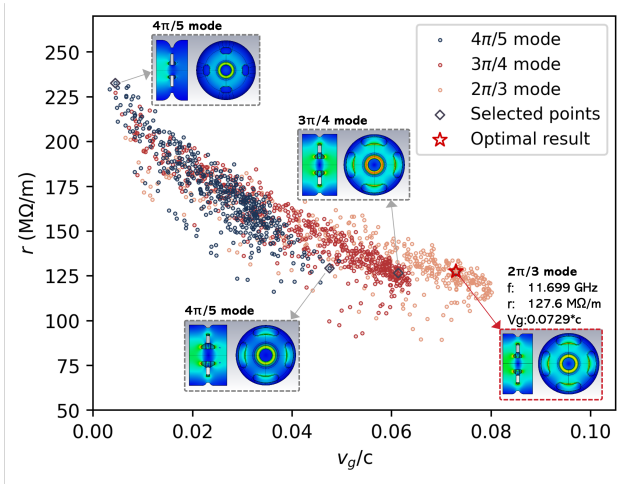 4π/5 mode
4π/5 mode
3π/4 mode
2π/3 mode
Selected points
Optimal result
3π/4 mode
2π/3 mode
f: 11.699 GHz
r: 127.6 MΩ/m
Vg:0.0729*c
4π/5 mode
250
225
200
175
150
125
100
75
50
r (MΩ/m)
0.00 0.02 0.04 0.06 0.08 0.10
vg/c